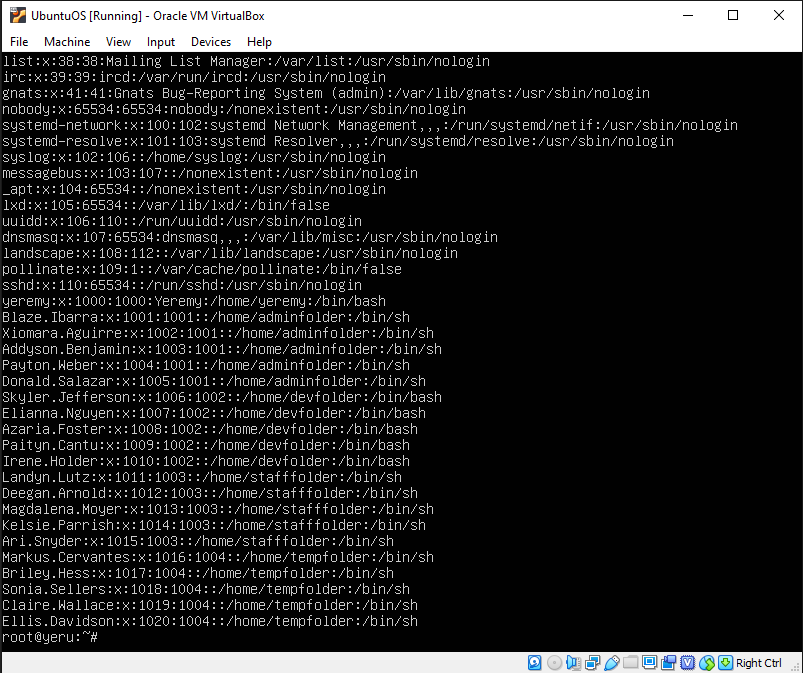 UbuntuOS [Running] - Oracle VM VirtualBox
File Machine View Input Devices Help
list:x:38:38:Mailing List Manager:/var/list:/usr/sbin/nologin
irc:x:39:39:ircd:/var/run/ircd:/usr/sbin/nologin
gnats:x:41:41:Gnats Bug-Reporting System (admin):/var/lib/gnats:/usr/sbin/nologin
nobody:x:65534:65534:nobody:/nonexistent:/usr/sbin/nologin
systemd-network:x:100:102:systemd Network Management,,,:/run/systemd/netif:/usr/sbin/nologin
systemd-resolve:x:101:103:systemd Resolver,,,:/run/systemd/resolve:/usr/sbin/nologin
syslog:x:102:106::/home/syslog:/usr/sbin/nologin
messagebus:x:103:107::/nonexistent:/usr/sbin/nologin
_apt:x:104:65534::/nonexistent:/usr/sbin/nologin
lxd:x:105:65534::/var/lib/lxd/:/bin/false
uuidd:x:106:110::/run/uuidd:/usr/sbin/nologin
dnsmasq:x:107:65534:dnsmasq,,,:/var/lib/misc:/usr/sbin/nologin
landscape:x:108:112::/var/lib/landscape:/usr/sbin/nologin
pollinate:x:109:1::/var/cache/pollinate:/bin/false
sshd:x:110:65534::/run/sshd:/usr/sbin/nologin
yeremy:x:1000:1000:Yeremy:/home/yeremy:/bin/bash
Blaze.Ibarra:x:1001:1001::/home/adminfolder:/bin/sh
Xiomara.Aguirre:x:1002:1001::/home/adminfolder:/bin/sh
Addyson.Benjamin:x:1003:1001::/home/adminfolder:/bin/sh
Payton.Weber:x:1004:1001::/home/adminfolder:/bin/sh
Donald.Salazar:x:1005:1001::/home/adminfolder:/bin/sh
Skyler.Jefferson:x:1006:1002::/home/devfolder:/bin/bash
Elianna.Nguyen:x:1007:1002::/home/devfolder:/bin/bash
Azaria.Foster:x:1008:1002::/home/devfolder:/bin/bash
Paityn.Cantu:x:1009:1002::/home/devfolder:/bin/bash
Irene.Holder:x:1010:1002::/home/devfolder:/bin/bash
Landyn.Lutz:x:1011:1003::/home/stafffolder:/bin/sh
Deegan.Arnold:x:1012:1003::/home/stafffolder:/bin/sh
Magdalena.Moyer:x:1013:1003::/home/stafffolder:/bin/sh
Kelsie.Parrish:x:1014:1003::/home/stafffolder:/bin/sh
Ari.Snyder:x:1015:1003::/home/stafffolder:/bin/sh
Markus.Cervantes:x:1016:1004::/home/tempfolder:/bin/sh
Briley.Hess:x:1017:1004::/home/tempfolder:/bin/sh
Sonia.Sellers:x:1018:1004::/home/tempfolder:/bin/sh
Claire.Wallace:x:1019:1004::/home/tempfolder:/bin/sh
Ellis.Davidson:x:1020:1004::/home/tempfolder:/bin/sh
root@yeru:~#
Right Ctrl